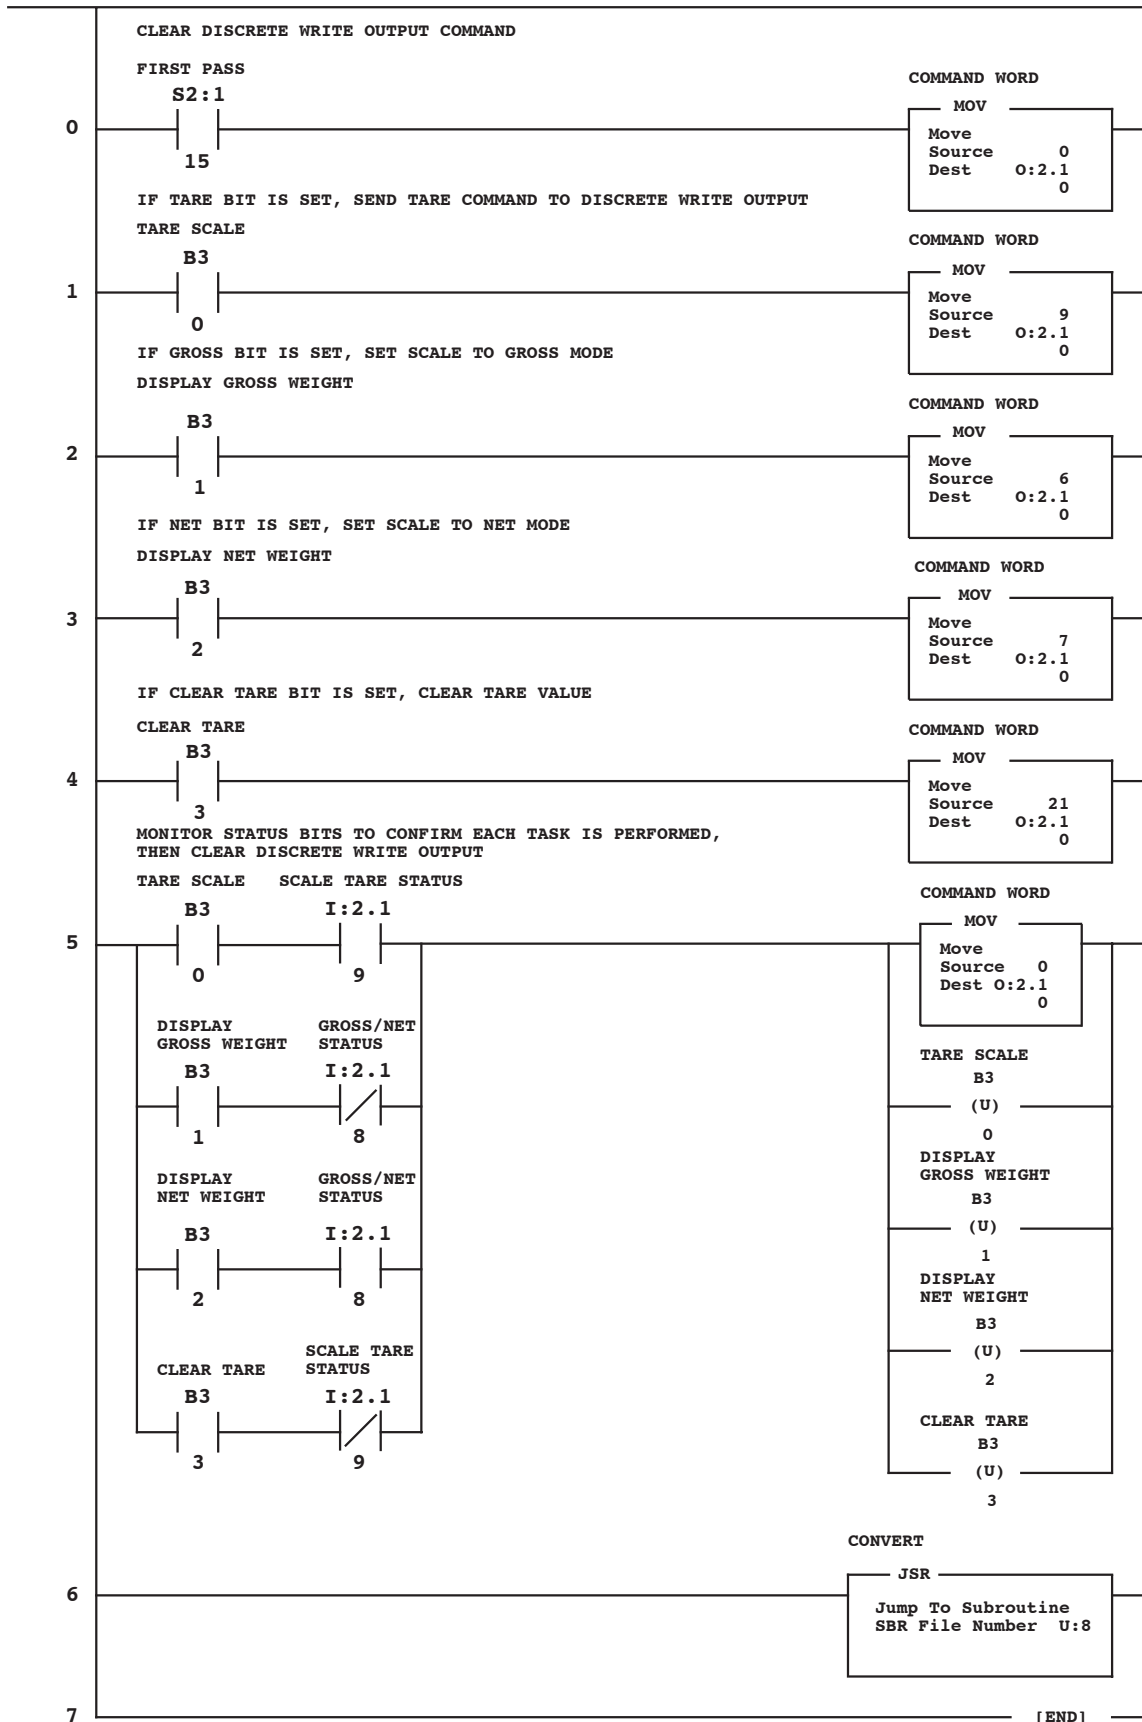 CLEAR DISCRETE WRITE OUTPUT COMMAND
FIRST PASS
S2:1
15
0
COMMAND WORD
MOV
Move
Source 0
Dest O:2.1
0
IF TARE BIT IS SET, SEND TARE COMMAND TO DISCRETE WRITE OUTPUT
TARE SCALE
B3
0
1
COMMAND WORD
MOV
Move
Source 9
Dest O:2.1
0
IF GROSS BIT IS SET, SET SCALE TO GROSS MODE
DISPLAY GROSS WEIGHT
B3
1
2
COMMAND WORD
MOV
Move
Source 6
Dest O:2.1
0
IF NET BIT IS SET, SET SCALE TO NET MODE
DISPLAY NET WEIGHT
B3
2
3
COMMAND WORD
MOV
Move
Source 7
Dest O:2.1
0
IF CLEAR TARE BIT IS SET, CLEAR TARE VALUE
CLEAR TARE
B3
3
4
COMMAND WORD
MOV
Move
Source 21
Dest O:2.1
0
MONITOR STATUS BITS TO CONFIRM EACH TASK IS PERFORMED,
THEN CLEAR DISCRETE WRITE OUTPUT
TARE SCALE SCALE TARE STATUS
B3 I:2.1
5
0 9
DISPLAY GROSS/NET
GROSS WEIGHT STATUS
B3 I:2.1
1 8
DISPLAY GROSS/NET
NET WEIGHT STATUS
B3 I:2.1
2 8
SCALE TARE
CLEAR TARE STATUS
B3 I:2.1
3 9
COMMAND WORD
MOV
Move
Source 0
Dest O:2.1
0
TARE SCALE
B3
(U)
0
DISPLAY
GROSS WEIGHT
B3
(U)
1
DISPLAY
NET WEIGHT
B3
(U)
2
CLEAR TARE
B3
(U)
3
CONVERT
JSR
6
Jump To Subroutine
SBR File Number U:8
7 [END]